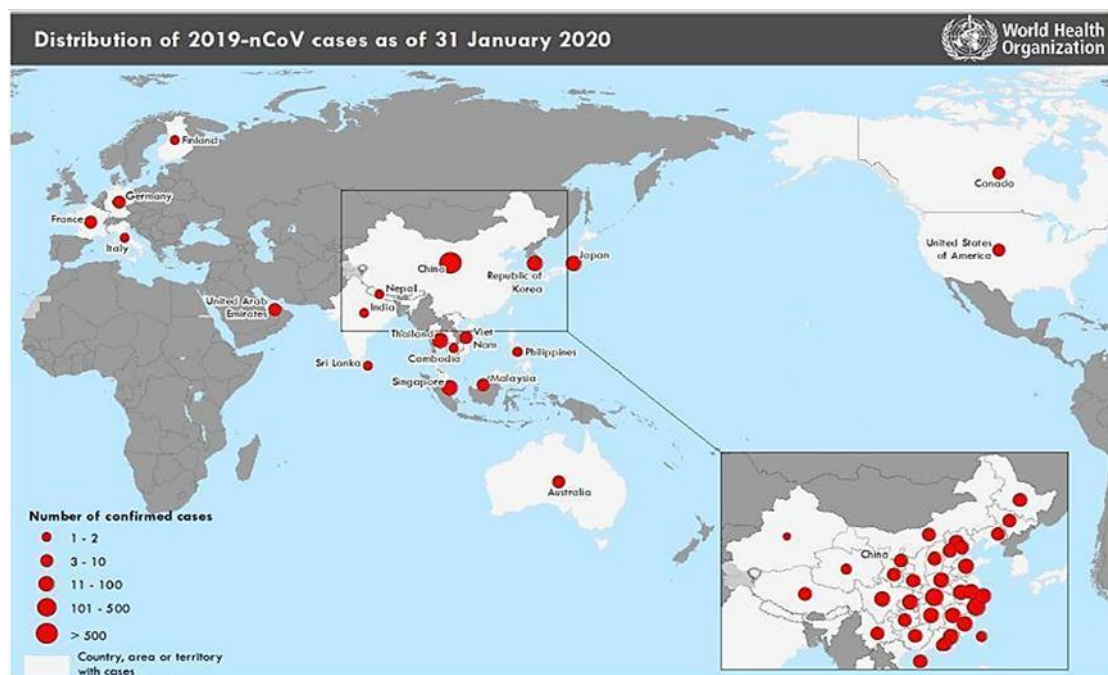 Distribution of 2019-nCoV cases as of 31 January 2020
World Health
Organization
Finland
Germany
France
Italy
Canada
United States
of America
China
Japan
Republic of
Korea
Nepal
India
United Arab
Emirates
Thailand
Viet
Nam
Cambodia
Philippines
Sri Lanka
Singapore
Malaysia
Australia
Number of confirmed cases
1 - 2
3 - 10
11 - 100
101 - 500
> 500
Country, area or territory
with cases
China